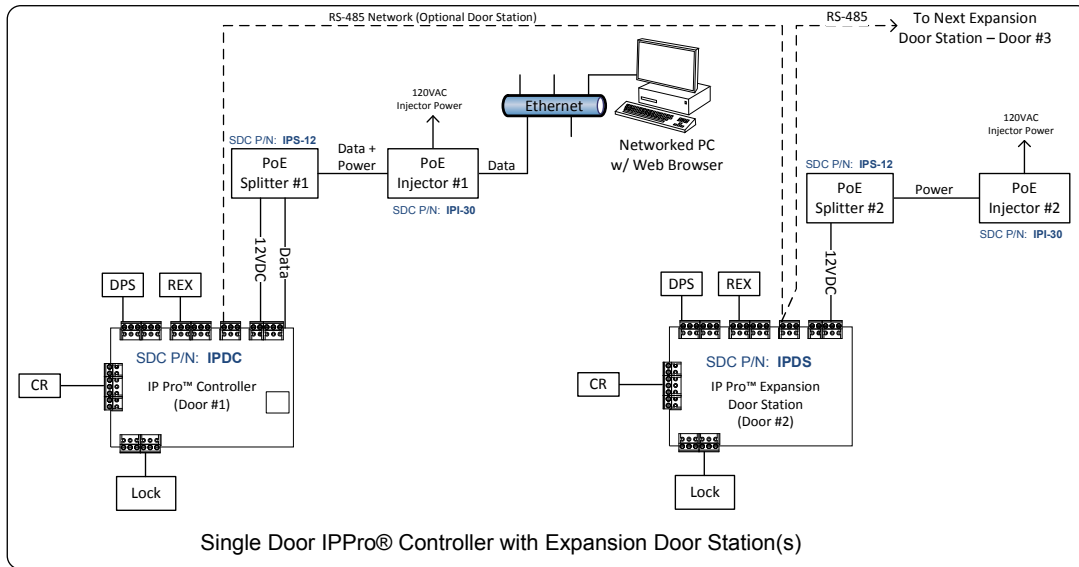 RS-485 Network (Optional Door Station)
RS-485
To Next Expansion
Door Station – Door #3
120VAC
Injector Power
Ethernet
Networked PC
w/ Web Browser
SDC P/N: IPS-12
PoE
Splitter #1
Data +
Power
PoE
Injector #1
Data
SDC P/N: IPI-30
12VDC
Data
120VAC
Injector Power
SDC P/N: IPS-12
PoE
Splitter #2
Power
PoE
Injector #2
SDC P/N: IPI-30
12VDC
DPS
REX
SDC P/N: IPDC
IP Pro™ Controller
(Door #1)
CR
Lock
DPS
REX
SDC P/N: IPDS
IP Pro™ Expansion
Door Station
(Door #2)
CR
Lock
Single Door IPPro® Controller with Expansion Door Station(s)